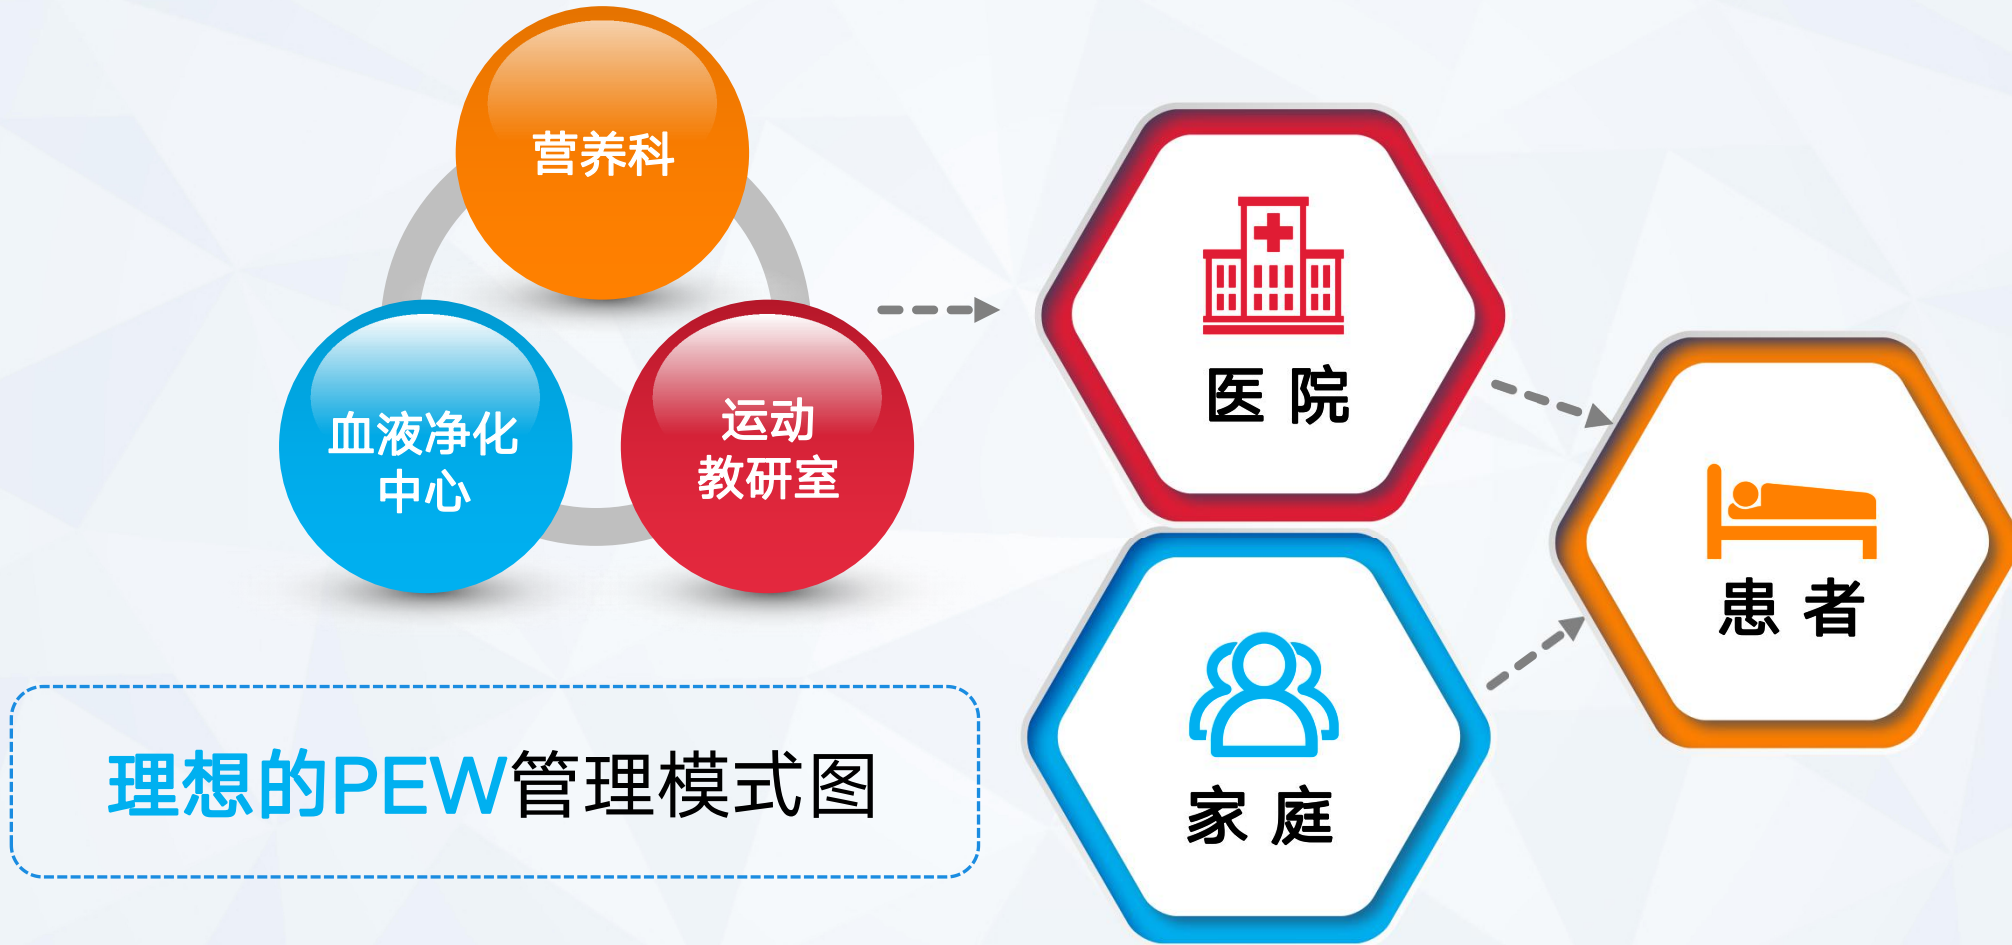 营养科
血液净化
中心
运动
教研室
医院
患者
家庭
理想的PEW管理模式图